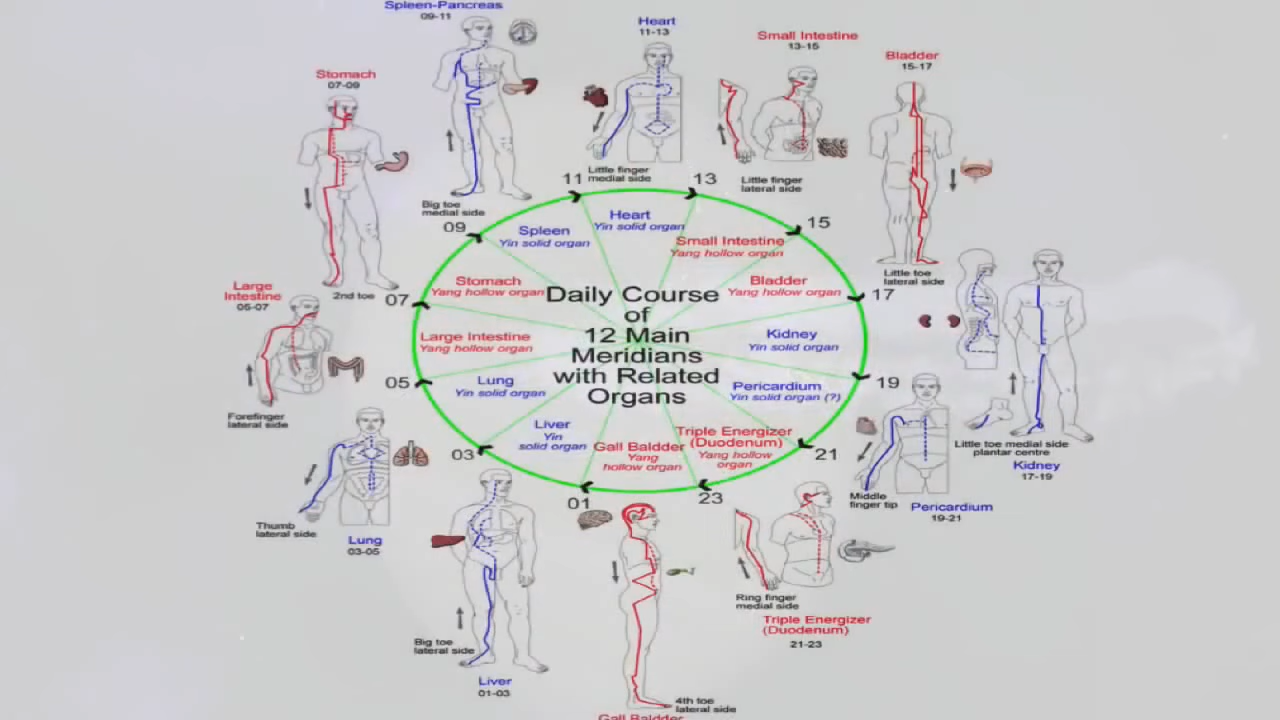 Spleen-Pancreas
09-11
Heart
11-13
Small Intestine
13-15
Bladder
15-17
Stomach
07-09
Little finger
medial side
Little finger
lateral side
Big toe
medial side
Little toe
lateral side
2nd toe
Large
Intestine
05-07
Forefinger
lateral side
Thumb
lateral side
Lung
03-05
Big toe
lateral side
Liver
01-03
4th toe
lateral side
Gall Baldder
Ring finger
medial side
Triple Energizer
(Duodenum)
21-23
Middle
finger tip
Pericardium
19-21
Little toe medial side
plantar centre
Kidney
17-19
11
13
15
17
19
21
23
01
03
05
07
09
Heart
Yin solid organ
Small Intestine
Yang hollow organ
Bladder
Yang hollow organ
Kidney
Yin solid organ
Pericardium
Yin solid organ (?)
Triple Energizer
(Duodenum)
Yang hollow
organ
Gall Baldder
Yang
hollow organ
Liver
Yin
solid organ
Lung
Yin solid organ
Large Intestine
Yang hollow organ
Stomach
Yang hollow organ
Spleen
Yin solid organ
Daily Course
of
12 Main
Meridians
with Related
Organs